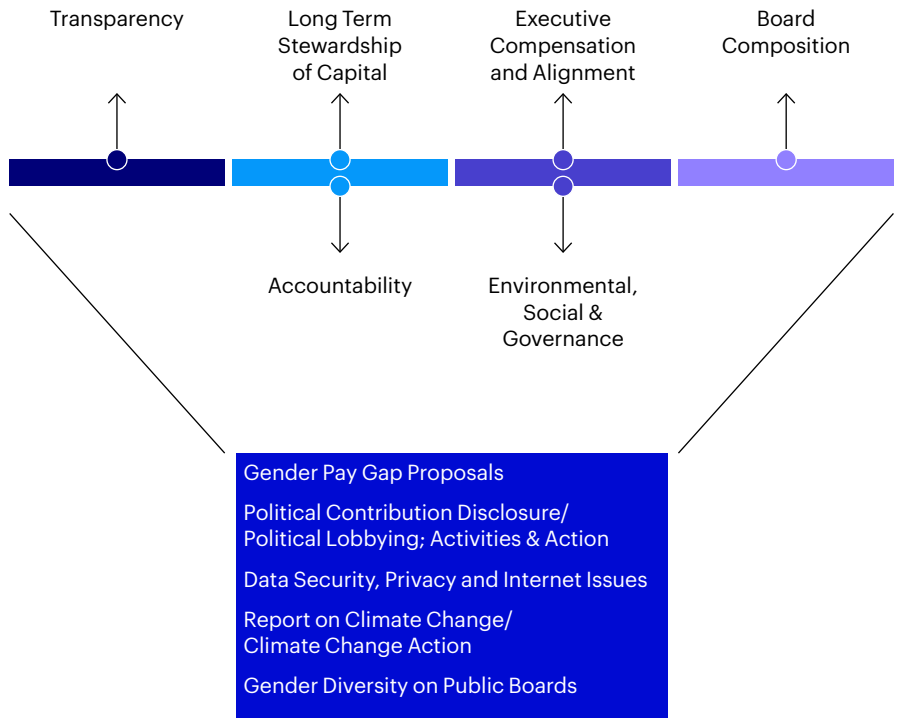 Transparency
Long Term
Stewardship
of Capital
Executive
Compensation
and Alignment
Board
Composition
Accountability
Environmental,
Social &
Governance
Gender Pay Gap Proposals
Political Contribution Disclosure/
Political Lobbying; Activities & Action
Data Security, Privacy and Internet Issues
Report on Climate Change/
Climate Change Action
Gender Diversity on Public Boards